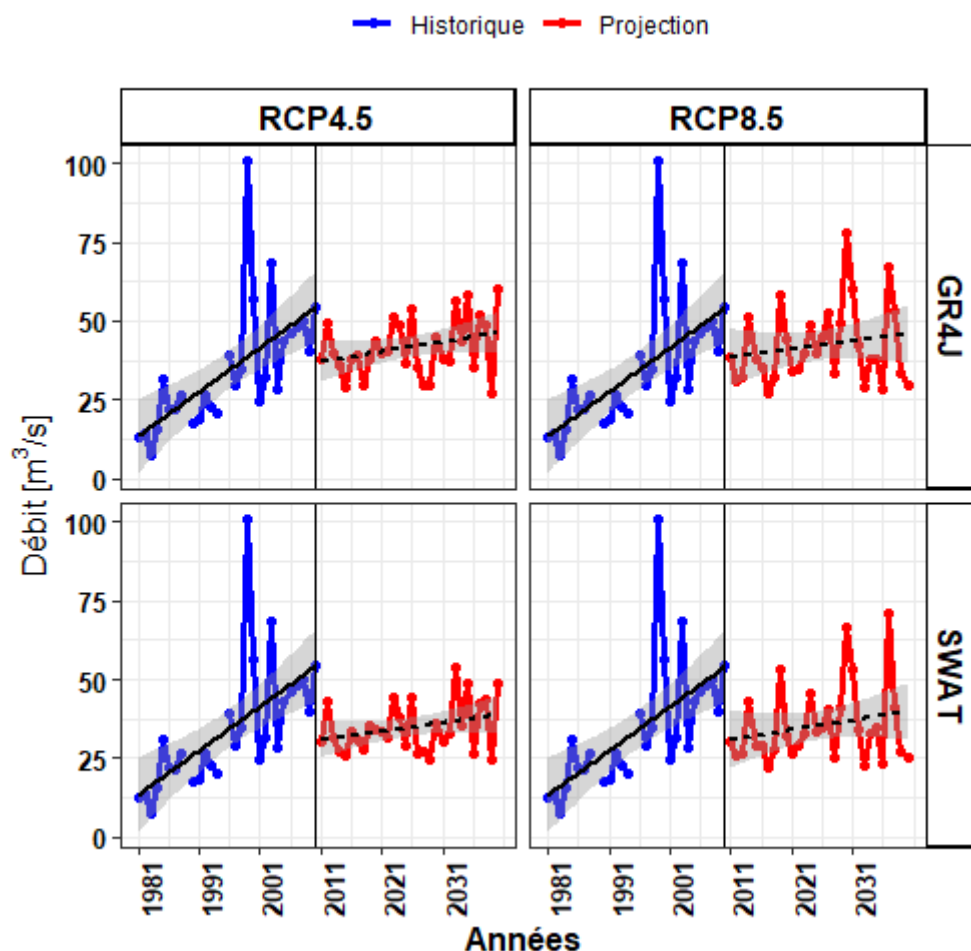 Historique Projection
RCP4.5 RCP8.5
100
75
50
25
0
GR4J
Débit [m³/s]
100
75
50
25
0
SWAT
1981 1991 2001 2011 2021 2031 1981 1991 2001 2011 2021 2031
Années